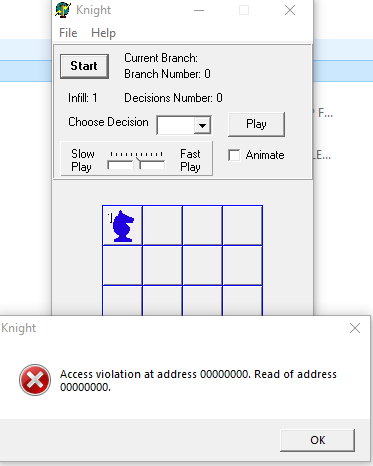 Knight
File Help
Start
Current Branch:
Branch Number: 0
Infill: 1 Decisions Number: 0
Choose Decision
Play
Slow Play
Fast Play
Animate
1
F...
LE...
Knight
Access violation at address 00000000. Read of address
00000000.
OK